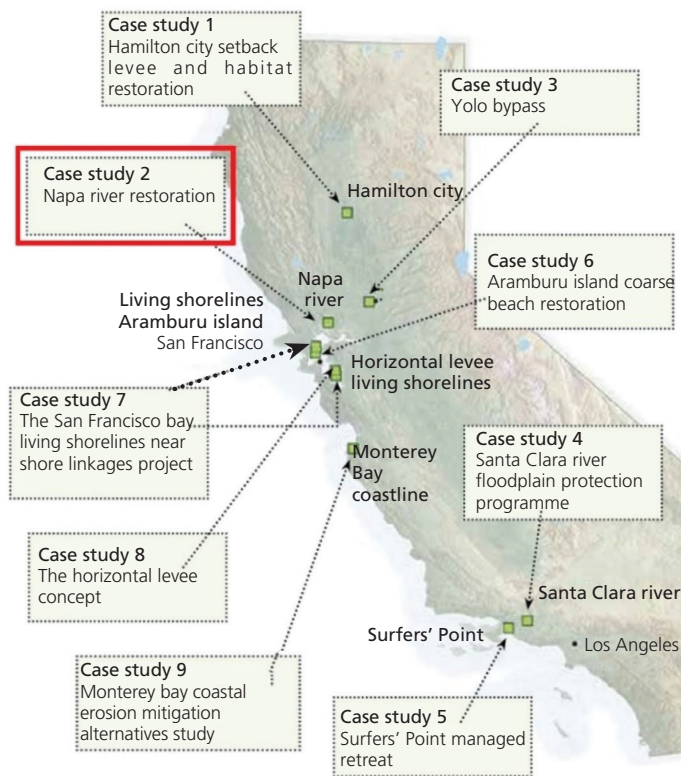 Case study 1
Hamilton city setback
levee and habitat
restoration
Case study 3
Yolo bypass
Case study 2
Napa river restoration
Hamilton city
Case study 6
Aramburu island coarse
beach restoration
Napa
river
Living shorelines
Aramburu island
San Francisco
Horizontal levee
living shorelines
Case study 7
The San Francisco bay
living shorelines near
shore linkages project
Case study 4
Santa Clara river
floodplain protection
programme
Monterey
Bay
coastline
Case study 8
The horizontal levee
concept
Santa Clara river
Surfers' Point
Los Angeles
Case study 9
Monterey bay coastal
erosion mitigation
alternatives study
Case study 5
Surfers' Point managed
retreat